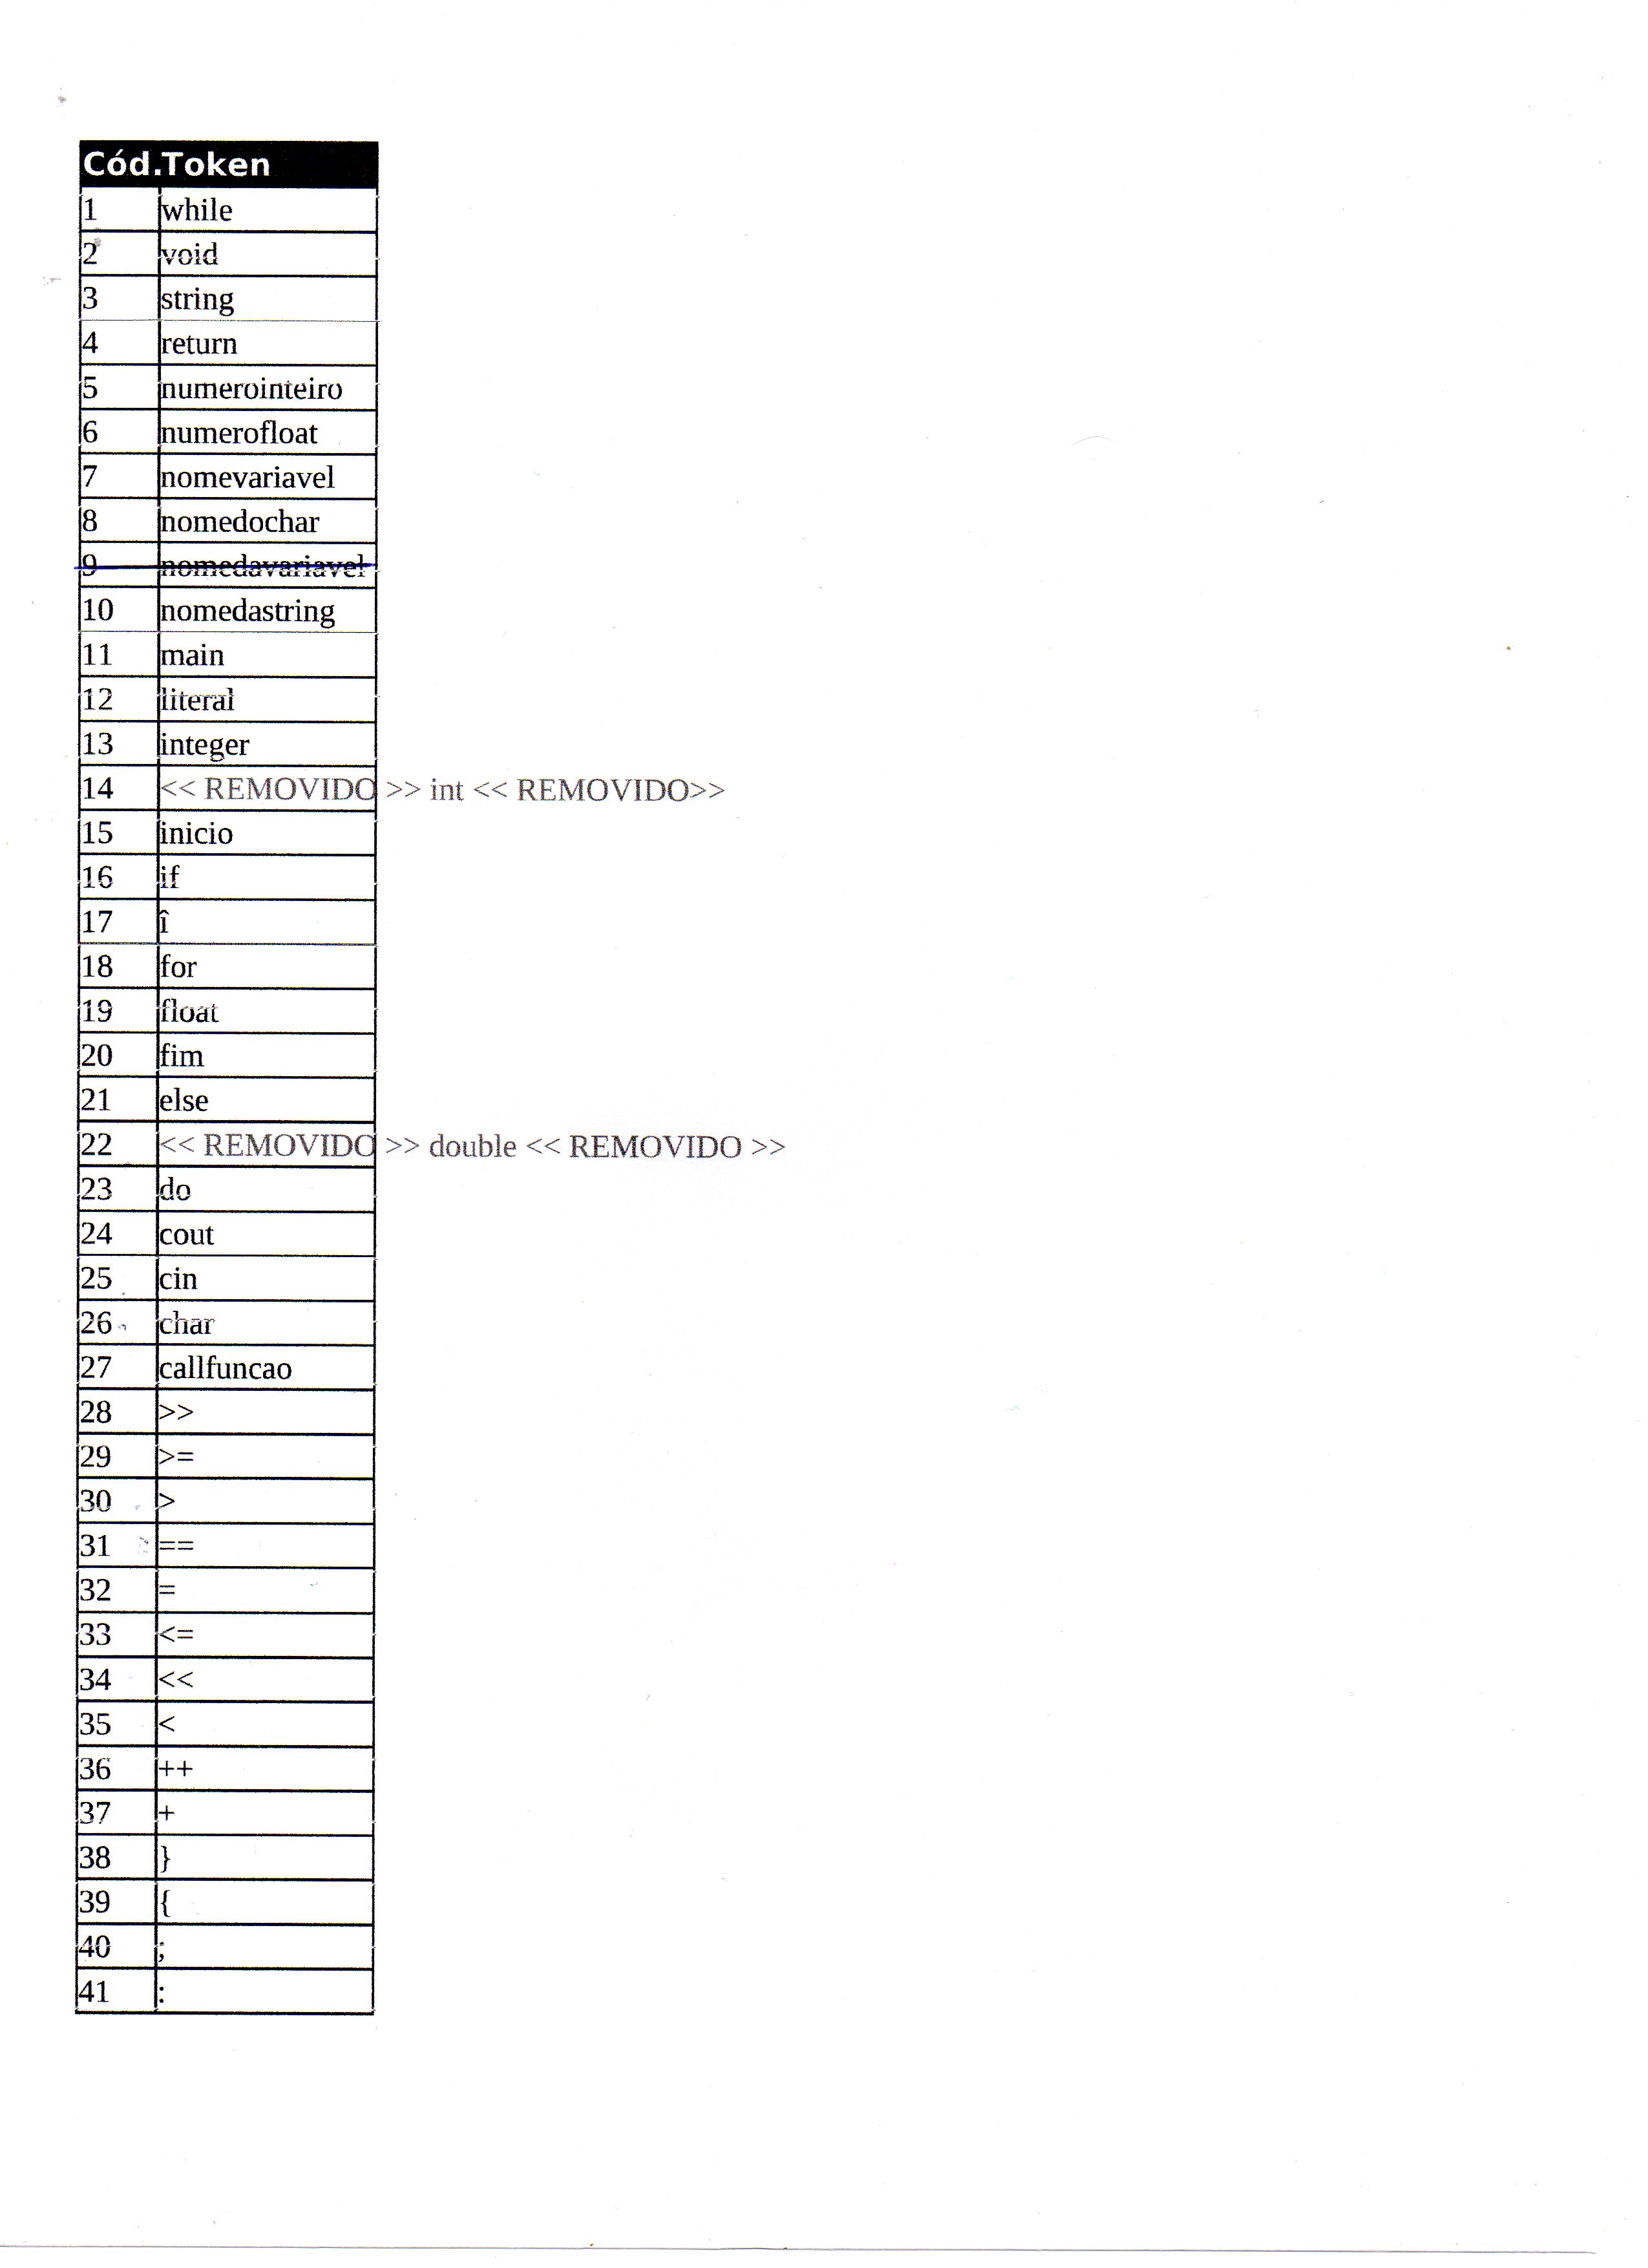 Cód.Token
1 while
2 void
3 string
4 return
5 numerointeiro
6 numerofloat
7 nomevariavel
8 nomedochar
9 nomedavariavel
10 nomedastring
11 main
12 literal
13 integer
14 << REMOVIDO >> int << REMOVIDO>>
15 inicio
16 if
17 î
18 for
19 float
20 fim
21 else
22 << REMOVIDO >> double << REMOVIDO >>
23 do
24 cout
25 cin
26 char
27 callfuncao
28 >>
29 >=
30 >
31 ==
32 =
33 <=
34 <<
35 <
36 ++
37 +
38 }
39 {
40 ;
41 :